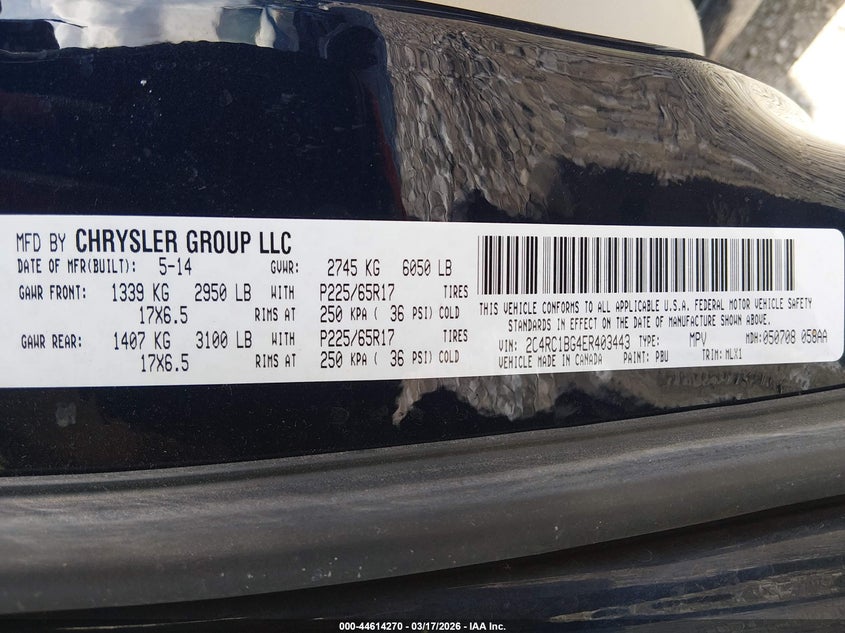 MFD BY CHRYSLER GROUP LLC
DATE OF MFR(BUILT): 5-14 GVWR: 2745 KG 6050 LB
GAWR FRONT: 1339 KG 2950 LB WITH P225/65R17 TIRES
17X6.5 RIMS AT 250 KPA ( 36 PSI) COLD
GAWR REAR: 1407 KG 3100 LB WITH P225/65R17 TIRES
17X6.5 RIMS AT 250 KPA ( 36 PSI) COLD
THIS VEHICLE CONFORMS TO ALL APPLICABLE U.S.A. FEDERAL MOTOR VEHICLE SAFETY
STANDARDS IN EFFECT ON THE DATE OF MANUFACTURE SHOWN ABOVE.
VIN: 2C4RC1BG4ER403443 TYPE: MPV MDH: 050708 058AA
VEHICLE MADE IN CANADA PAINT: PBU TRIM: MLX1
000-44614270 - 03/17/2026 - IAA Inc.